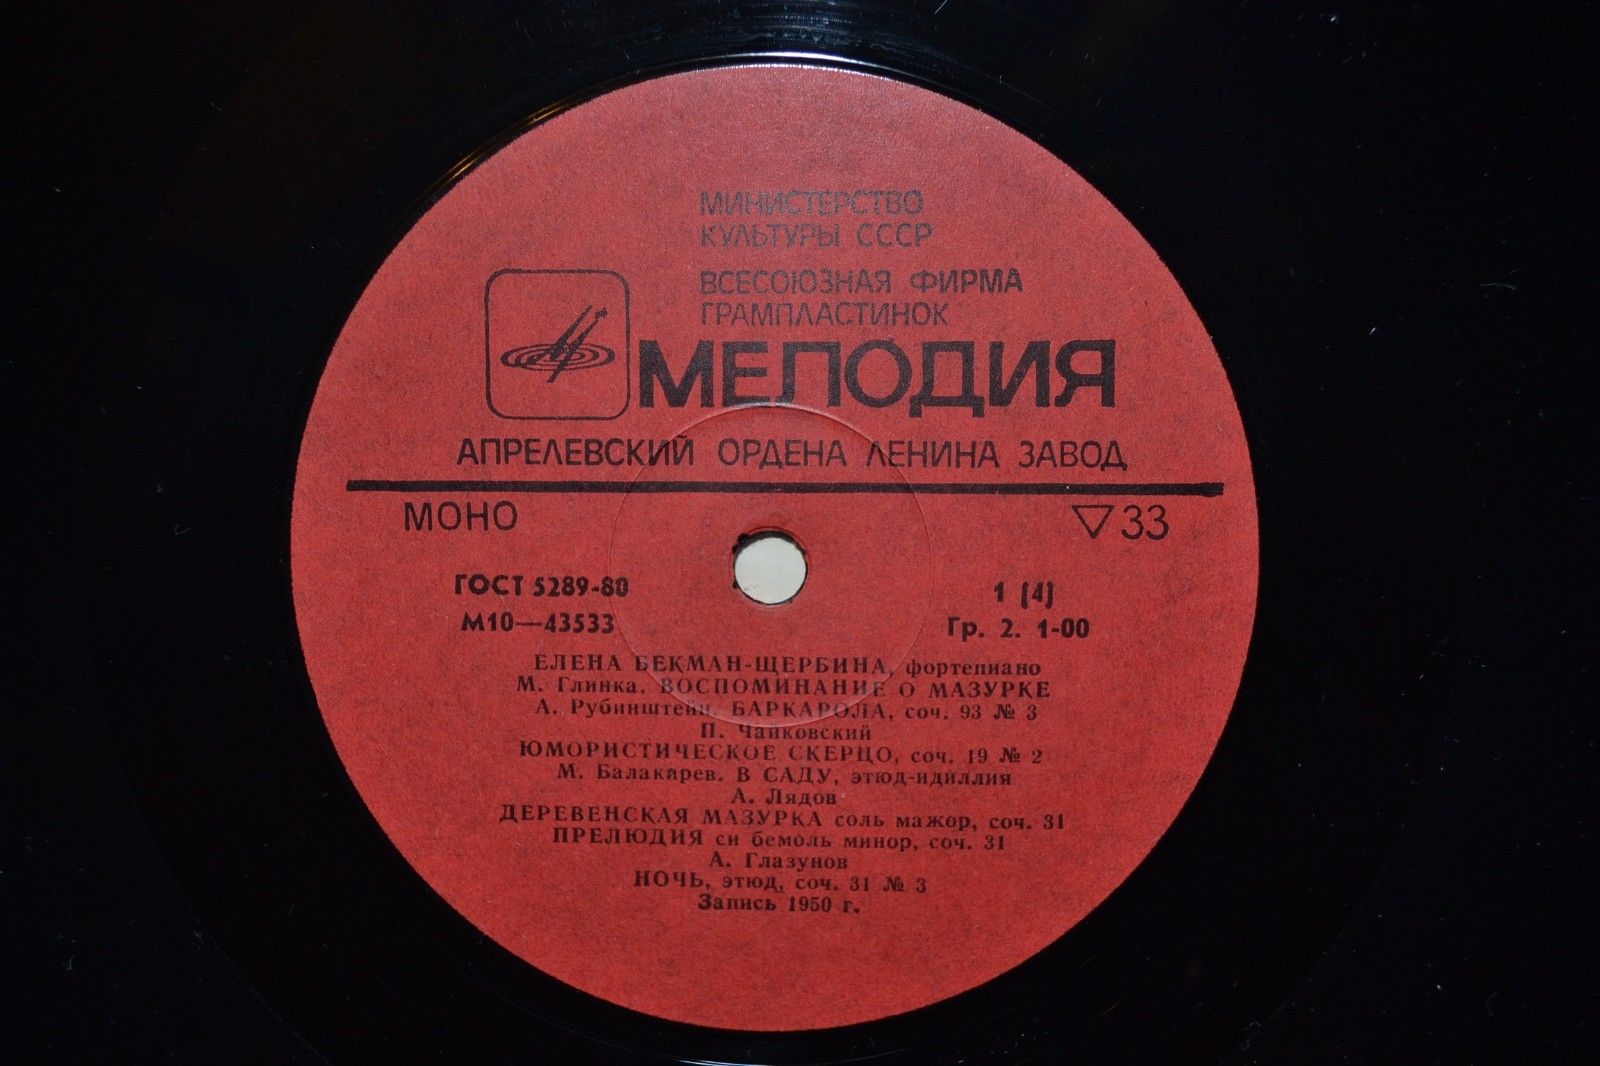 МИНИСТЕРСТВО
КУЛЬТУРЫ СССР
ВСЕСОЮЗНАЯ ФИРМА
ГРАМПЛАСТИНОК
МЕЛОДИЯ
АПРЕЛЕВСКИЙ ОРДЕНА ЛЕНИНА ЗАВОД
МОНО ▽33
ГОСТ 5289-80 1 (4)
М10—43533 Гр. 2. 1-00
ЕЛЕНА БЕКМАН-ЩЕРБИНА, фортепиано
М. Глинка. ВОСПОМИНАНИЕ О МАЗУРКЕ
А. Рубинштейн. БАРКАРОЛА, соч. 93 № 3
П. Чайковский
ЮМОРИСТИЧЕСКОЕ СКЕРЦО, соч. 19 № 2
М. Балакирев. В САДУ, этюд-идиллия
А. Лядов
ДЕРЕВЕНСКАЯ МАЗУРКА соль мажор, соч. 31
ПРЕЛЮДИЯ си бемоль минор, соч. 31
А. Глазунов
НОЧЬ, этюд, соч. 31 № 3
Запись 1950 г.